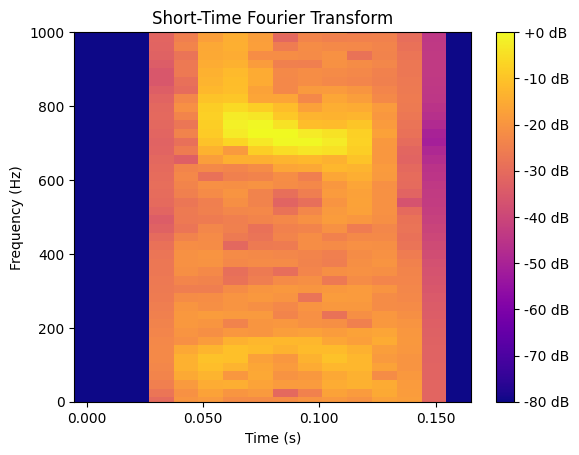 Short-Time Fourier Transform
1000
800
600
400
200
0
Frequency (Hz)
0.000
0.050
0.100
0.150
Time (s)
+0 dB
-10 dB
-20 dB
-30 dB
-40 dB
-50 dB
-60 dB
-70 dB
-80 dB